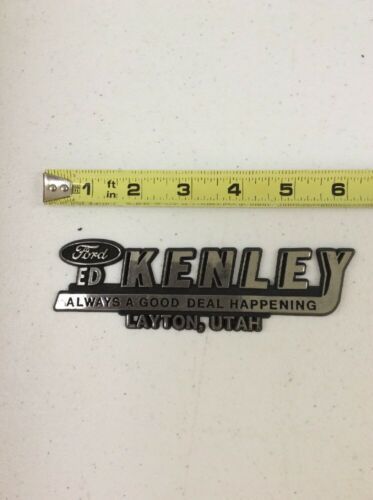 1 ft in 2 3 4 5 6
Ford
ED KENLEY
ALWAYS A GOOD DEAL HAPPENING
LAYTON, UTAH